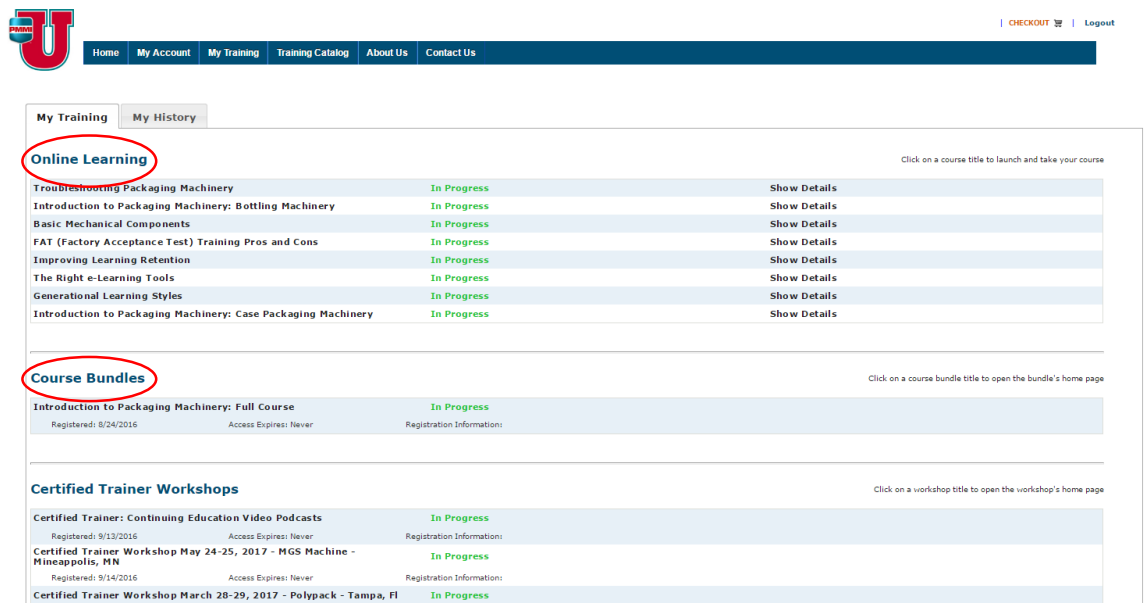 PMMI
U
| CHECKOUT | Logout
Home My Account My Training Training Catalog About Us Contact Us
My Training My History
Online Learning Click on a course title to launch and take your course
Troubleshooting Packaging Machinery In Progress Show Details
Introduction to Packaging Machinery: Bottling Machinery In Progress Show Details
Basic Mechanical Components In Progress Show Details
FAT (Factory Acceptance Test) Training Pros and Cons In Progress Show Details
Improving Learning Retention In Progress Show Details
The Right e-Learning Tools In Progress Show Details
Generational Learning Styles In Progress Show Details
Introduction to Packaging Machinery: Case Packaging Machinery In Progress Show Details
Course Bundles Click on a course bundle title to open the bundle's home page
Introduction to Packaging Machinery: Full Course In Progress
Registered: 8/24/2016 Access Expires: Never Registration Information:
Certified Trainer Workshops Click on a workshop title to open the workshop's home page
Certified Trainer: Continuing Education Video Podcasts In Progress
Registered: 9/13/2016 Access Expires: Never Registration Information:
Certified Trainer Workshop May 24-25, 2017 - MGS Machine -
Mineappolis, MN In Progress
Registered: 9/14/2016 Access Expires: Never Registration Information:
Certified Trainer Workshop March 28-29, 2017 - Polypack - Tampa, Fl In Progress